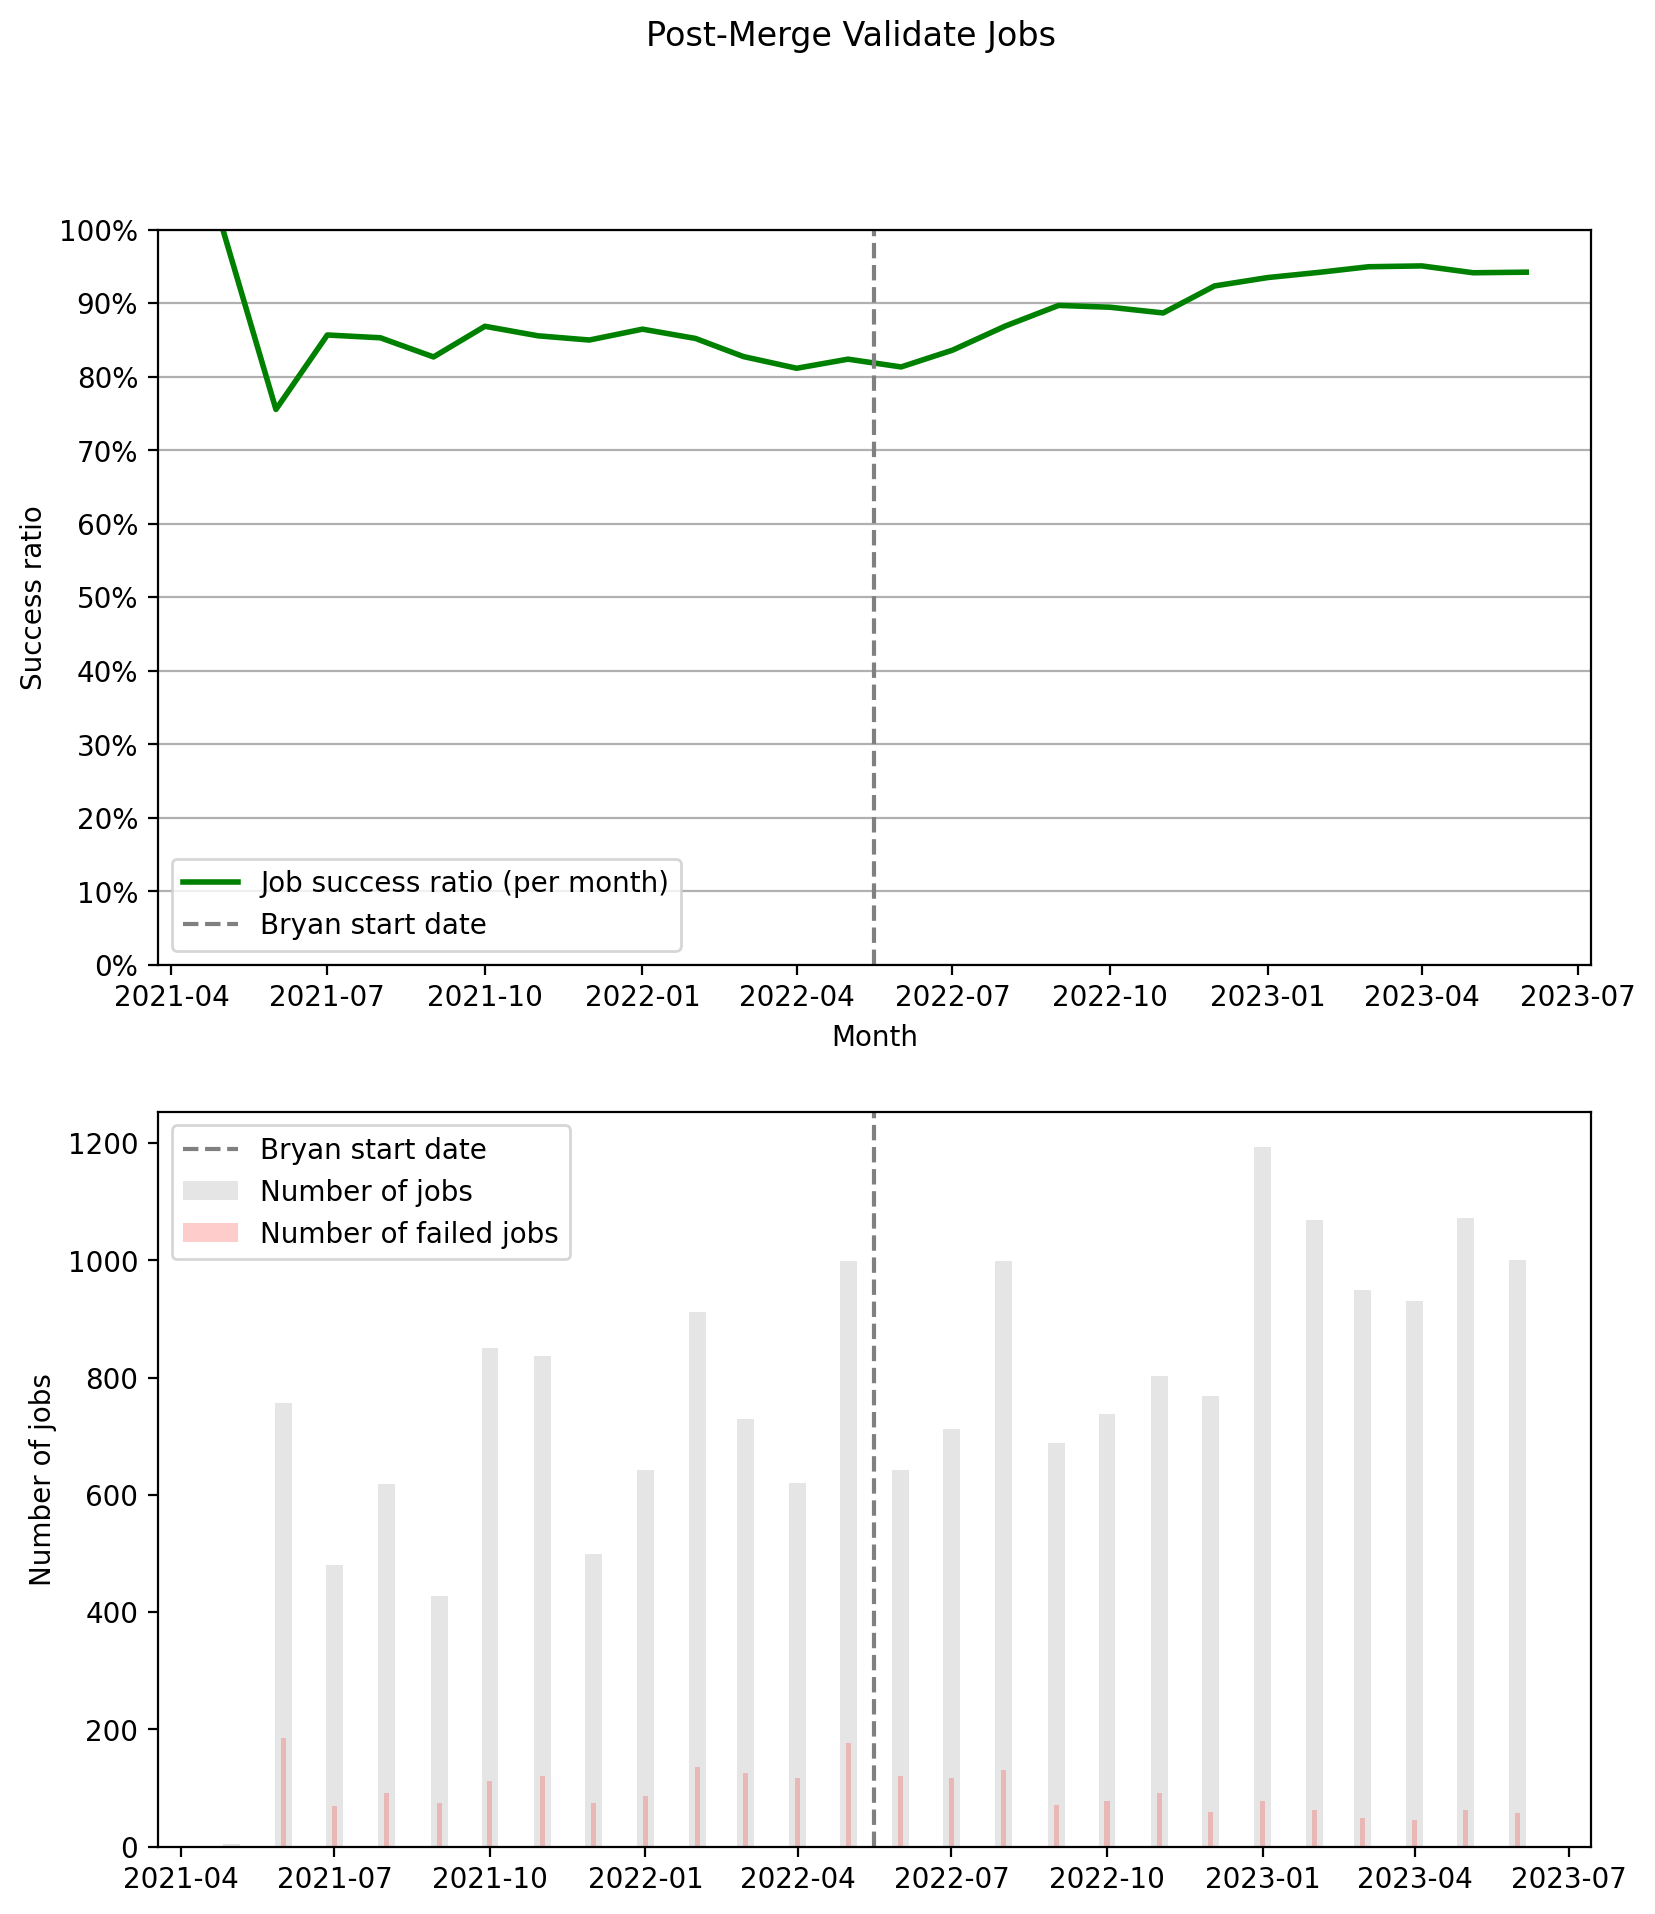 Post-Merge Validate Jobs
100%
90%
80%
70%
60%
50%
40%
30%
20%
10%
0%
Success ratio
Job success ratio (per month)
Bryan start date
2021-04 2021-07 2021-10 2022-01 2022-04 2022-07 2022-10 2023-01 2023-04 2023-07
Month
1200
1000
800
600
400
200
0
Number of jobs
Bryan start date
Number of jobs
Number of failed jobs
2021-04 2021-07 2021-10 2022-01 2022-04 2022-07 2022-10 2023-01 2023-04 2023-07